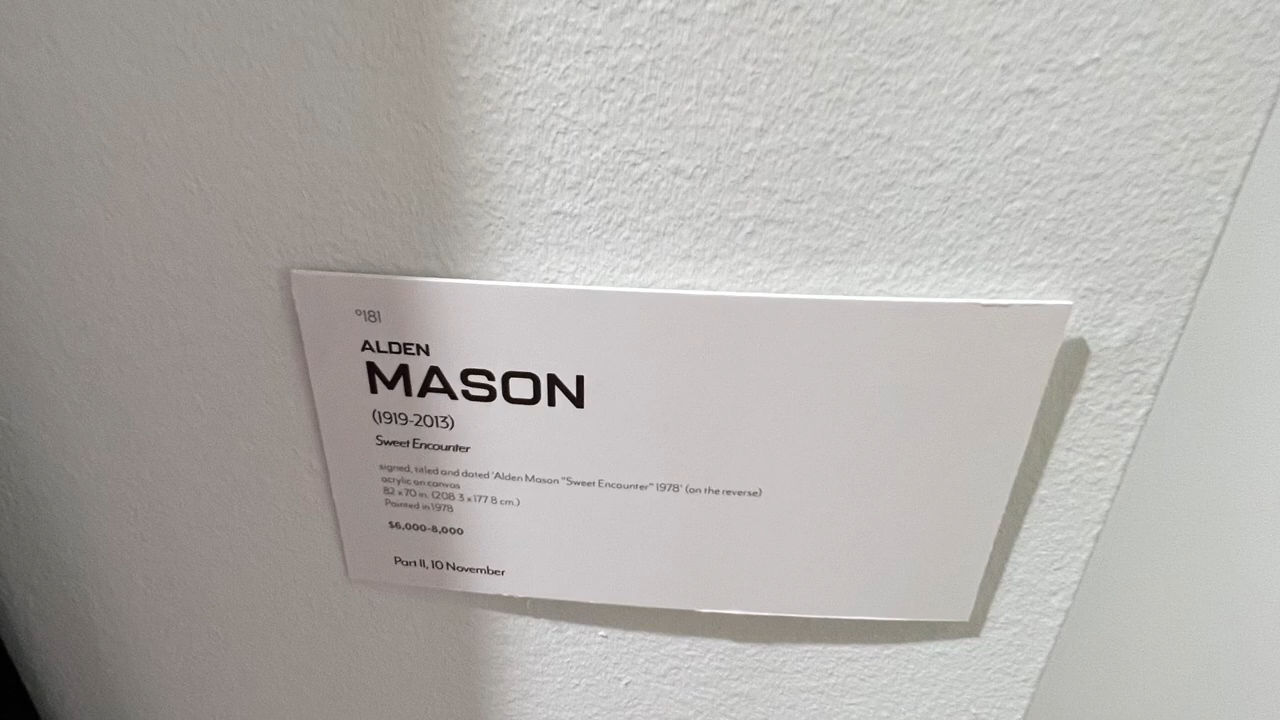 º181
ALDEN
MASON
(1919-2013)
Sweet Encounter
signed, titled and dated 'Alden Mason "Sweet Encounter" 1978' (on the reverse)
acrylic on canvas
82 x 70 in. (208.3 x 177.8 cm.)
Painted in 1978
$6,000-8,000
Part II, 10 November